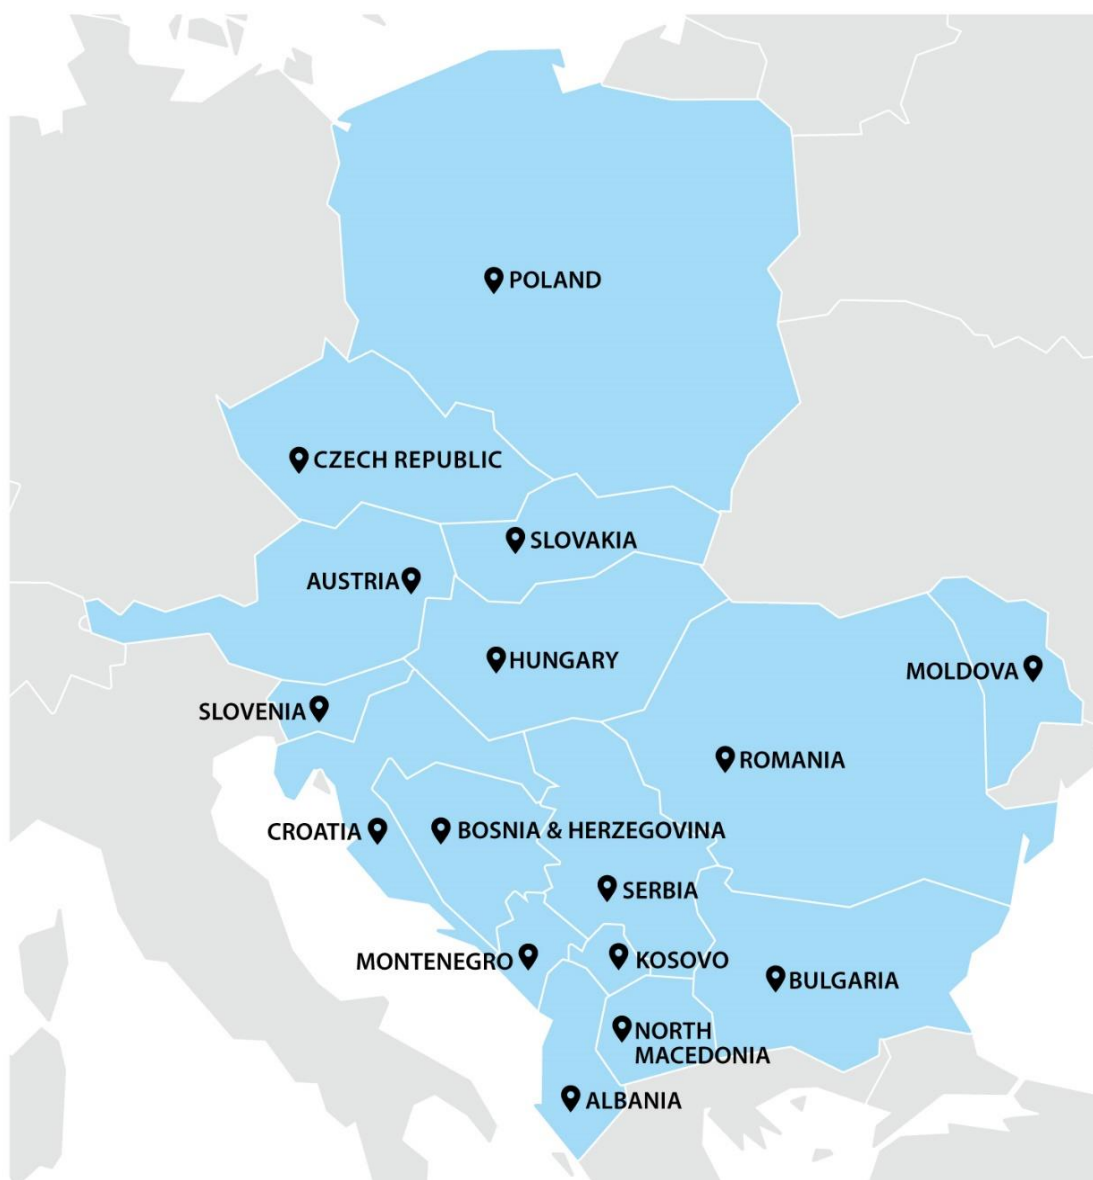 POLAND
CZECH REPUBLIC
SLOVAKIA
AUSTRIA
HUNGARY
MOLDOVA
SLOVENIA
ROMANIA
CROATIA
BOSNIA & HERZEGOVINA
SERBIA
MONTENEGRO
KOSOVO
BULGARIA
NORTH
MACEDONIA
ALBANIA